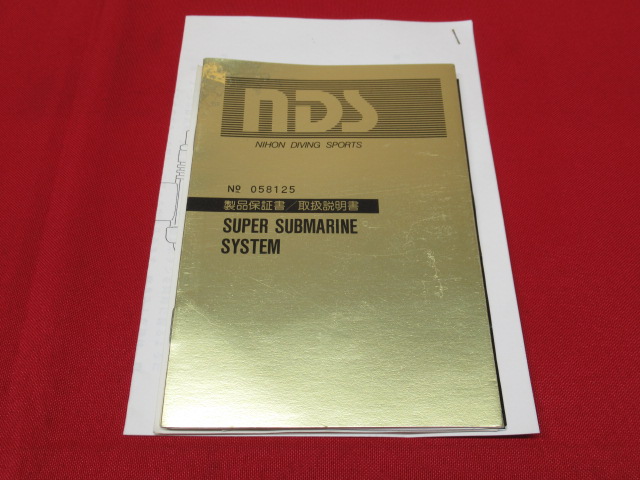 NDS
NIHON DIVING SPORTS
№ 058125
製品保証書/取扱説明書
SUPER SUBMARINE
SYSTEM